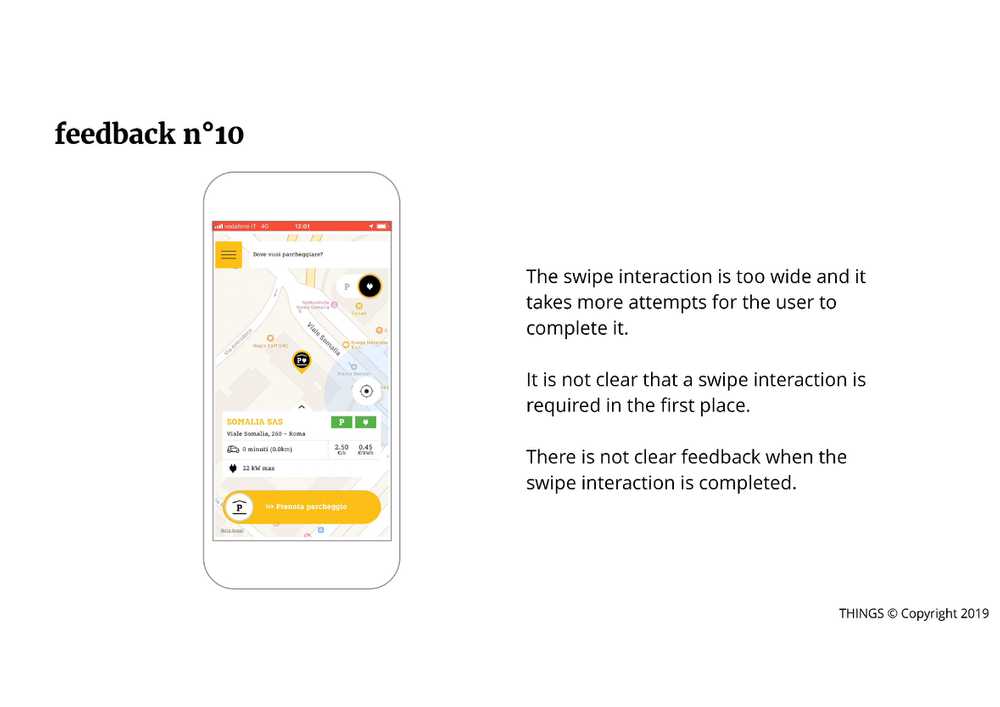 feedback n°10
vodafone IT 4G 12:01
Dove vuoi parcheggiare?
P
Viale Somalia
SOMALIA SAS
P
Viale Somalia, 260 - Roma
0 minuti (0.0km)
2.50 0.45
€/h €/kWh
22 kW max
P
>> Prenota parcheggio
The swipe interaction is too wide and it
takes more attempts for the user to
complete it.
It is not clear that a swipe interaction is
required in the first place.
There is not clear feedback when the
swipe interaction is completed.
THINGS © Copyright 2019